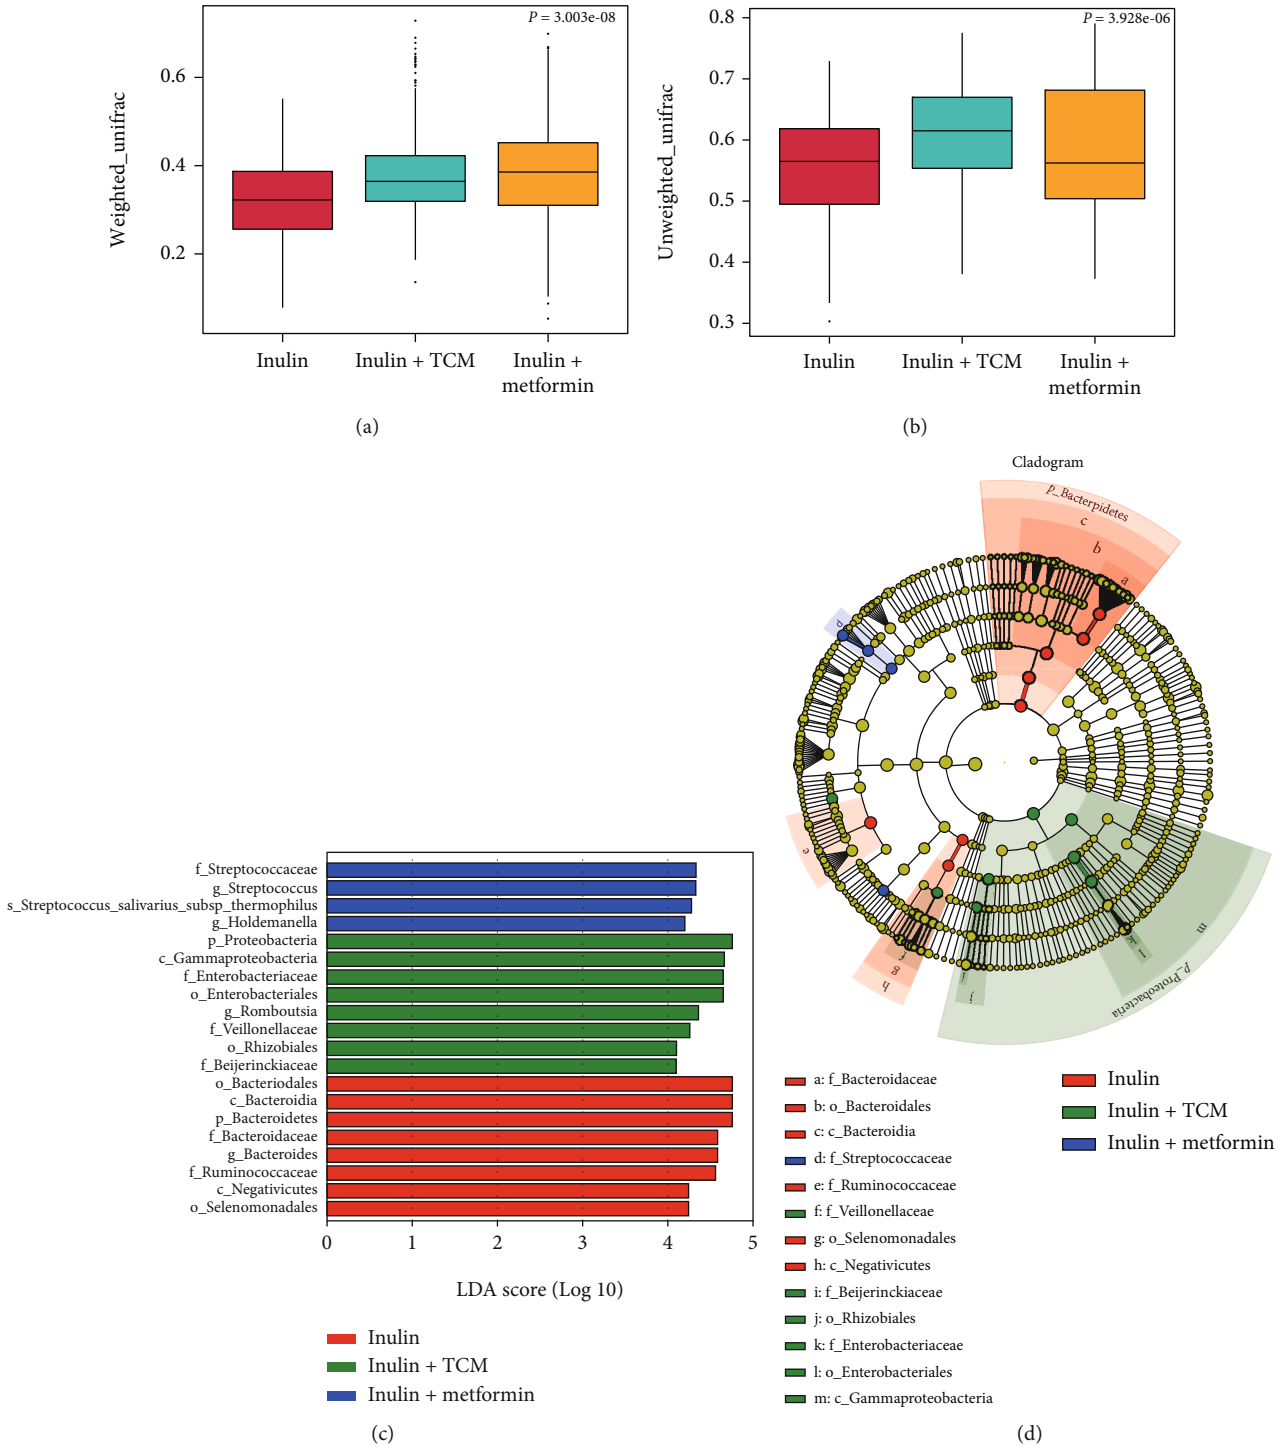 P = 3.003e-08
Weighted_unifrac
0.6
0.4
0.2
Inulin
Inulin + TCM
Inulin +
metformin
(a)
P = 3.928e-06
Unweighted_unifrac
0.8
0.7
0.6
0.5
0.4
0.3
Inulin
Inulin + TCM
Inulin +
metformin
(b)
f_Streptococcaceae
g_Streptococcus
s_Streptococcus_salivarius_subsp_thermophilus
g_Holdemanella
p_Proteobacteria
c_Gammaproteobacteria
f_Enterobacteriaceae
o_Enterobacteriales
g_Romboutsia
f_Veillonellaceae
o_Rhizobiales
f_Beijerinckiaceae
o_Bacteriodales
c_Bacteroidia
p_Bacteroidetes
f_Bacteroidaceae
g_Bacteroides
f_Ruminococcaceae
c_Negativicutes
o_Selenomonadales
0 1 2 3 4 5
LDA score (Log 10)
Inulin
Inulin + TCM
Inulin + metformin
(c)
Cladogram
p_Bacterpidetes
c
b
a
d
e
f
g
h
i
j
k
l
m
p_Proteobacteria
a: f_Bacteroidaceae
b: o_Bacteroidales
c: c_Bacteroidia
d: f_Streptococcaceae
e: f_Ruminococcaceae
f: f_Veillonellaceae
g: o_Selenomonadales
h: c_Negativicutes
i: f_Beijerinckiaceae
j: o_Rhizobiales
k: f_Enterobacteriaceae
l: o_Enterobacteriales
m: c_Gammaproteobacteria
Inulin
Inulin + TCM
Inulin + metformin
(d)